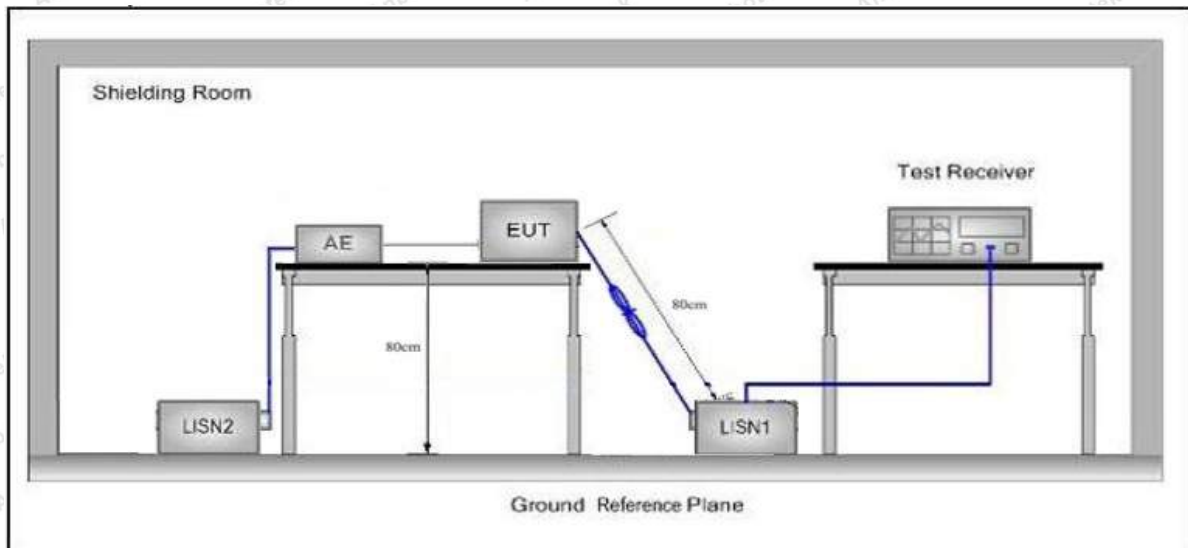 Shielding Room
Test Receiver
AE
EUT
80cm
80cm
LISN2
LISN1
Ground Reference Plane